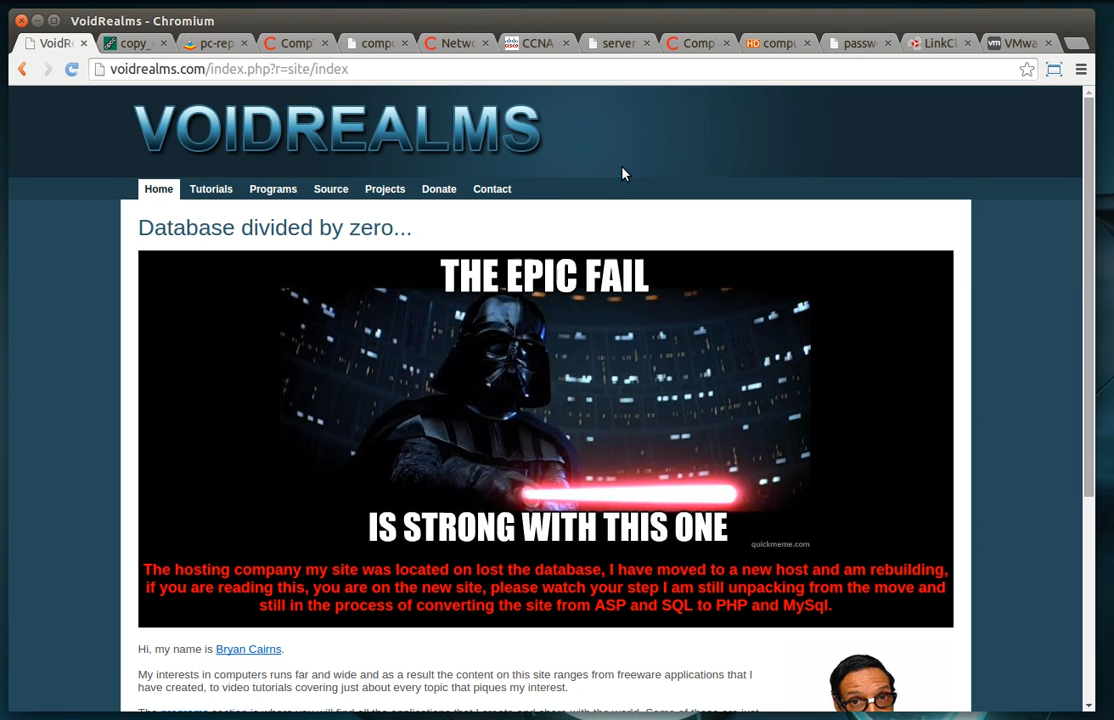 VoidRealms - Chromium
VoidR
copy_
pc-rep
CompT
compu
Netwo
CCNA
server
Comp
compu
passw
LinkCl
VMwa
voidrealms.com/index.php?r=site/index
VOIDREALMS
Home Tutorials Programs Source Projects Donate Contact
Database divided by zero...
THE EPIC FAIL
IS STRONG WITH THIS ONE
quickmeme.com
The hosting company my site was located on lost the database, I have moved to a new host and am rebuilding,
if you are reading this, you are on the new site, please watch your step I am still unpacking from the move and
still in the process of converting the site from ASP and SQL to PHP and MySql.
Hi, my name is Bryan Cairns.
My interests in computers runs far and wide and as a result the content on this site ranges from freeware applications that I
have created, to video tutorials covering just about every topic that piques my interest.